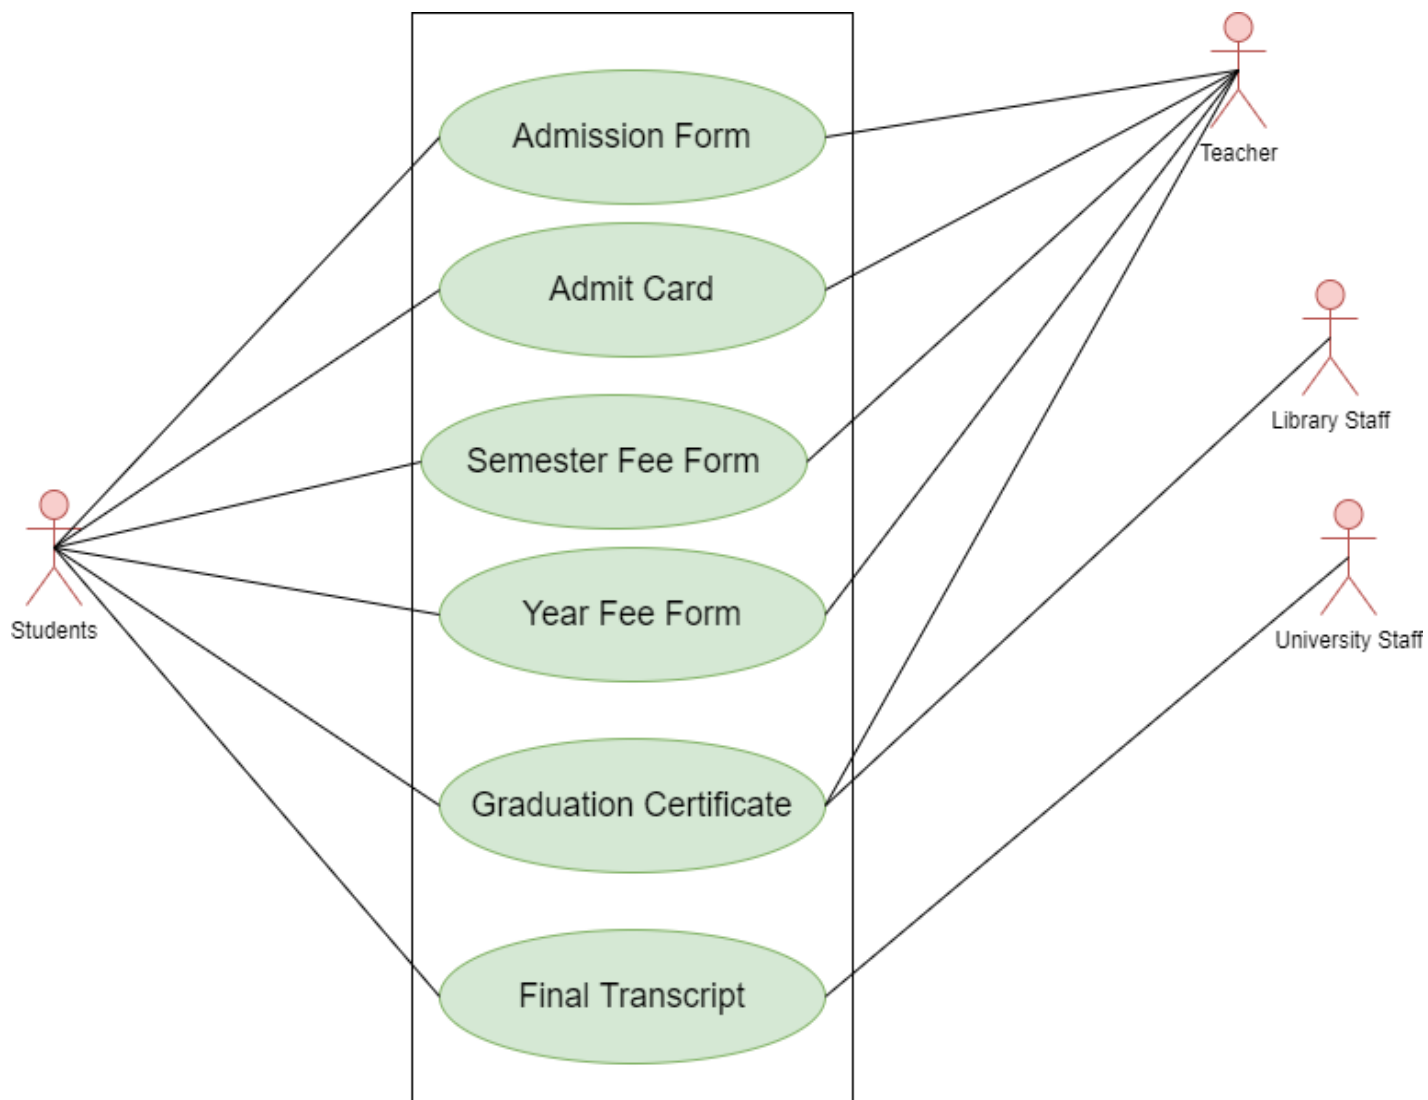 Admission Form
Teacher
Admit Card
Library Staff
Semester Fee Form
Students
Year Fee Form
University Staff
Graduation Certificate
Final Transcript